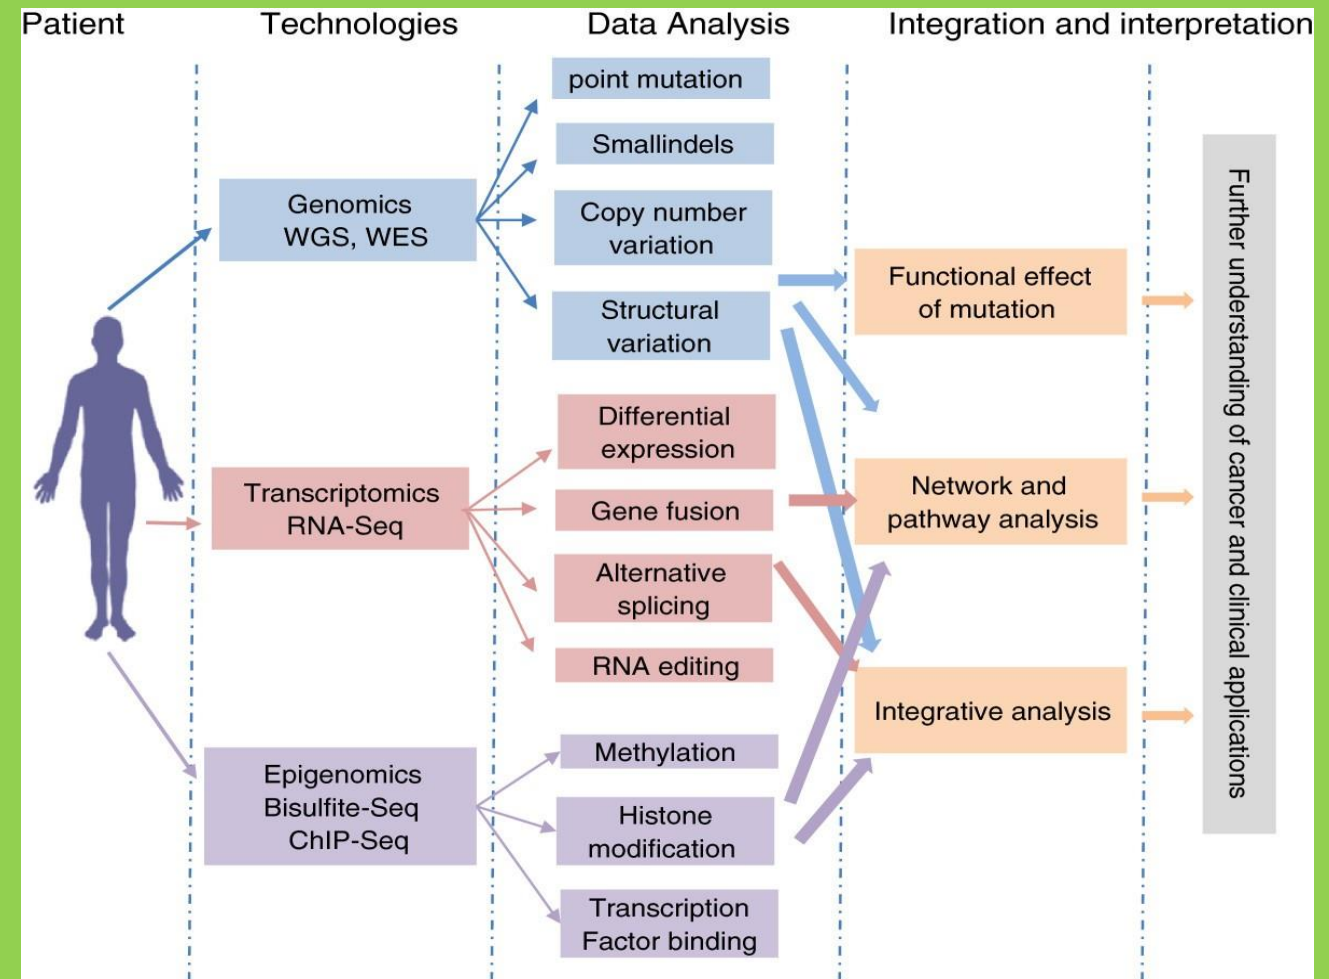 Patient
Technologies
Data Analysis
Integration and interpretation
Genomics
WGS, WES
Transcriptomics
RNA-Seq
Epigenomics
Bisulfite-Seq
ChIP-Seq
point mutation
Smallindels
Copy number
variation
Structural
variation
Differential
expression
Gene fusion
Alternative
splicing
RNA editing
Methylation
Histone
modification
Transcription
Factor binding
Functional effect
of mutation
Network and
pathway analysis
Integrative analysis
Further understanding of cancer and clinical applications